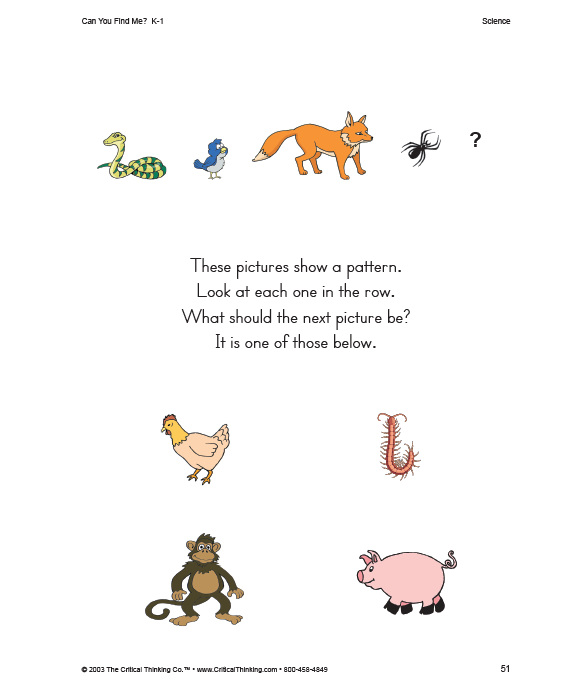 Can You Find Me? K-1
Science
?
These pictures show a pattern.
Look at each one in the row.
What should the next picture be?
It is one of those below.
© 2003 The Critical Thinking Co.™ • www.CriticalThinking.com • 800-458-4849
51